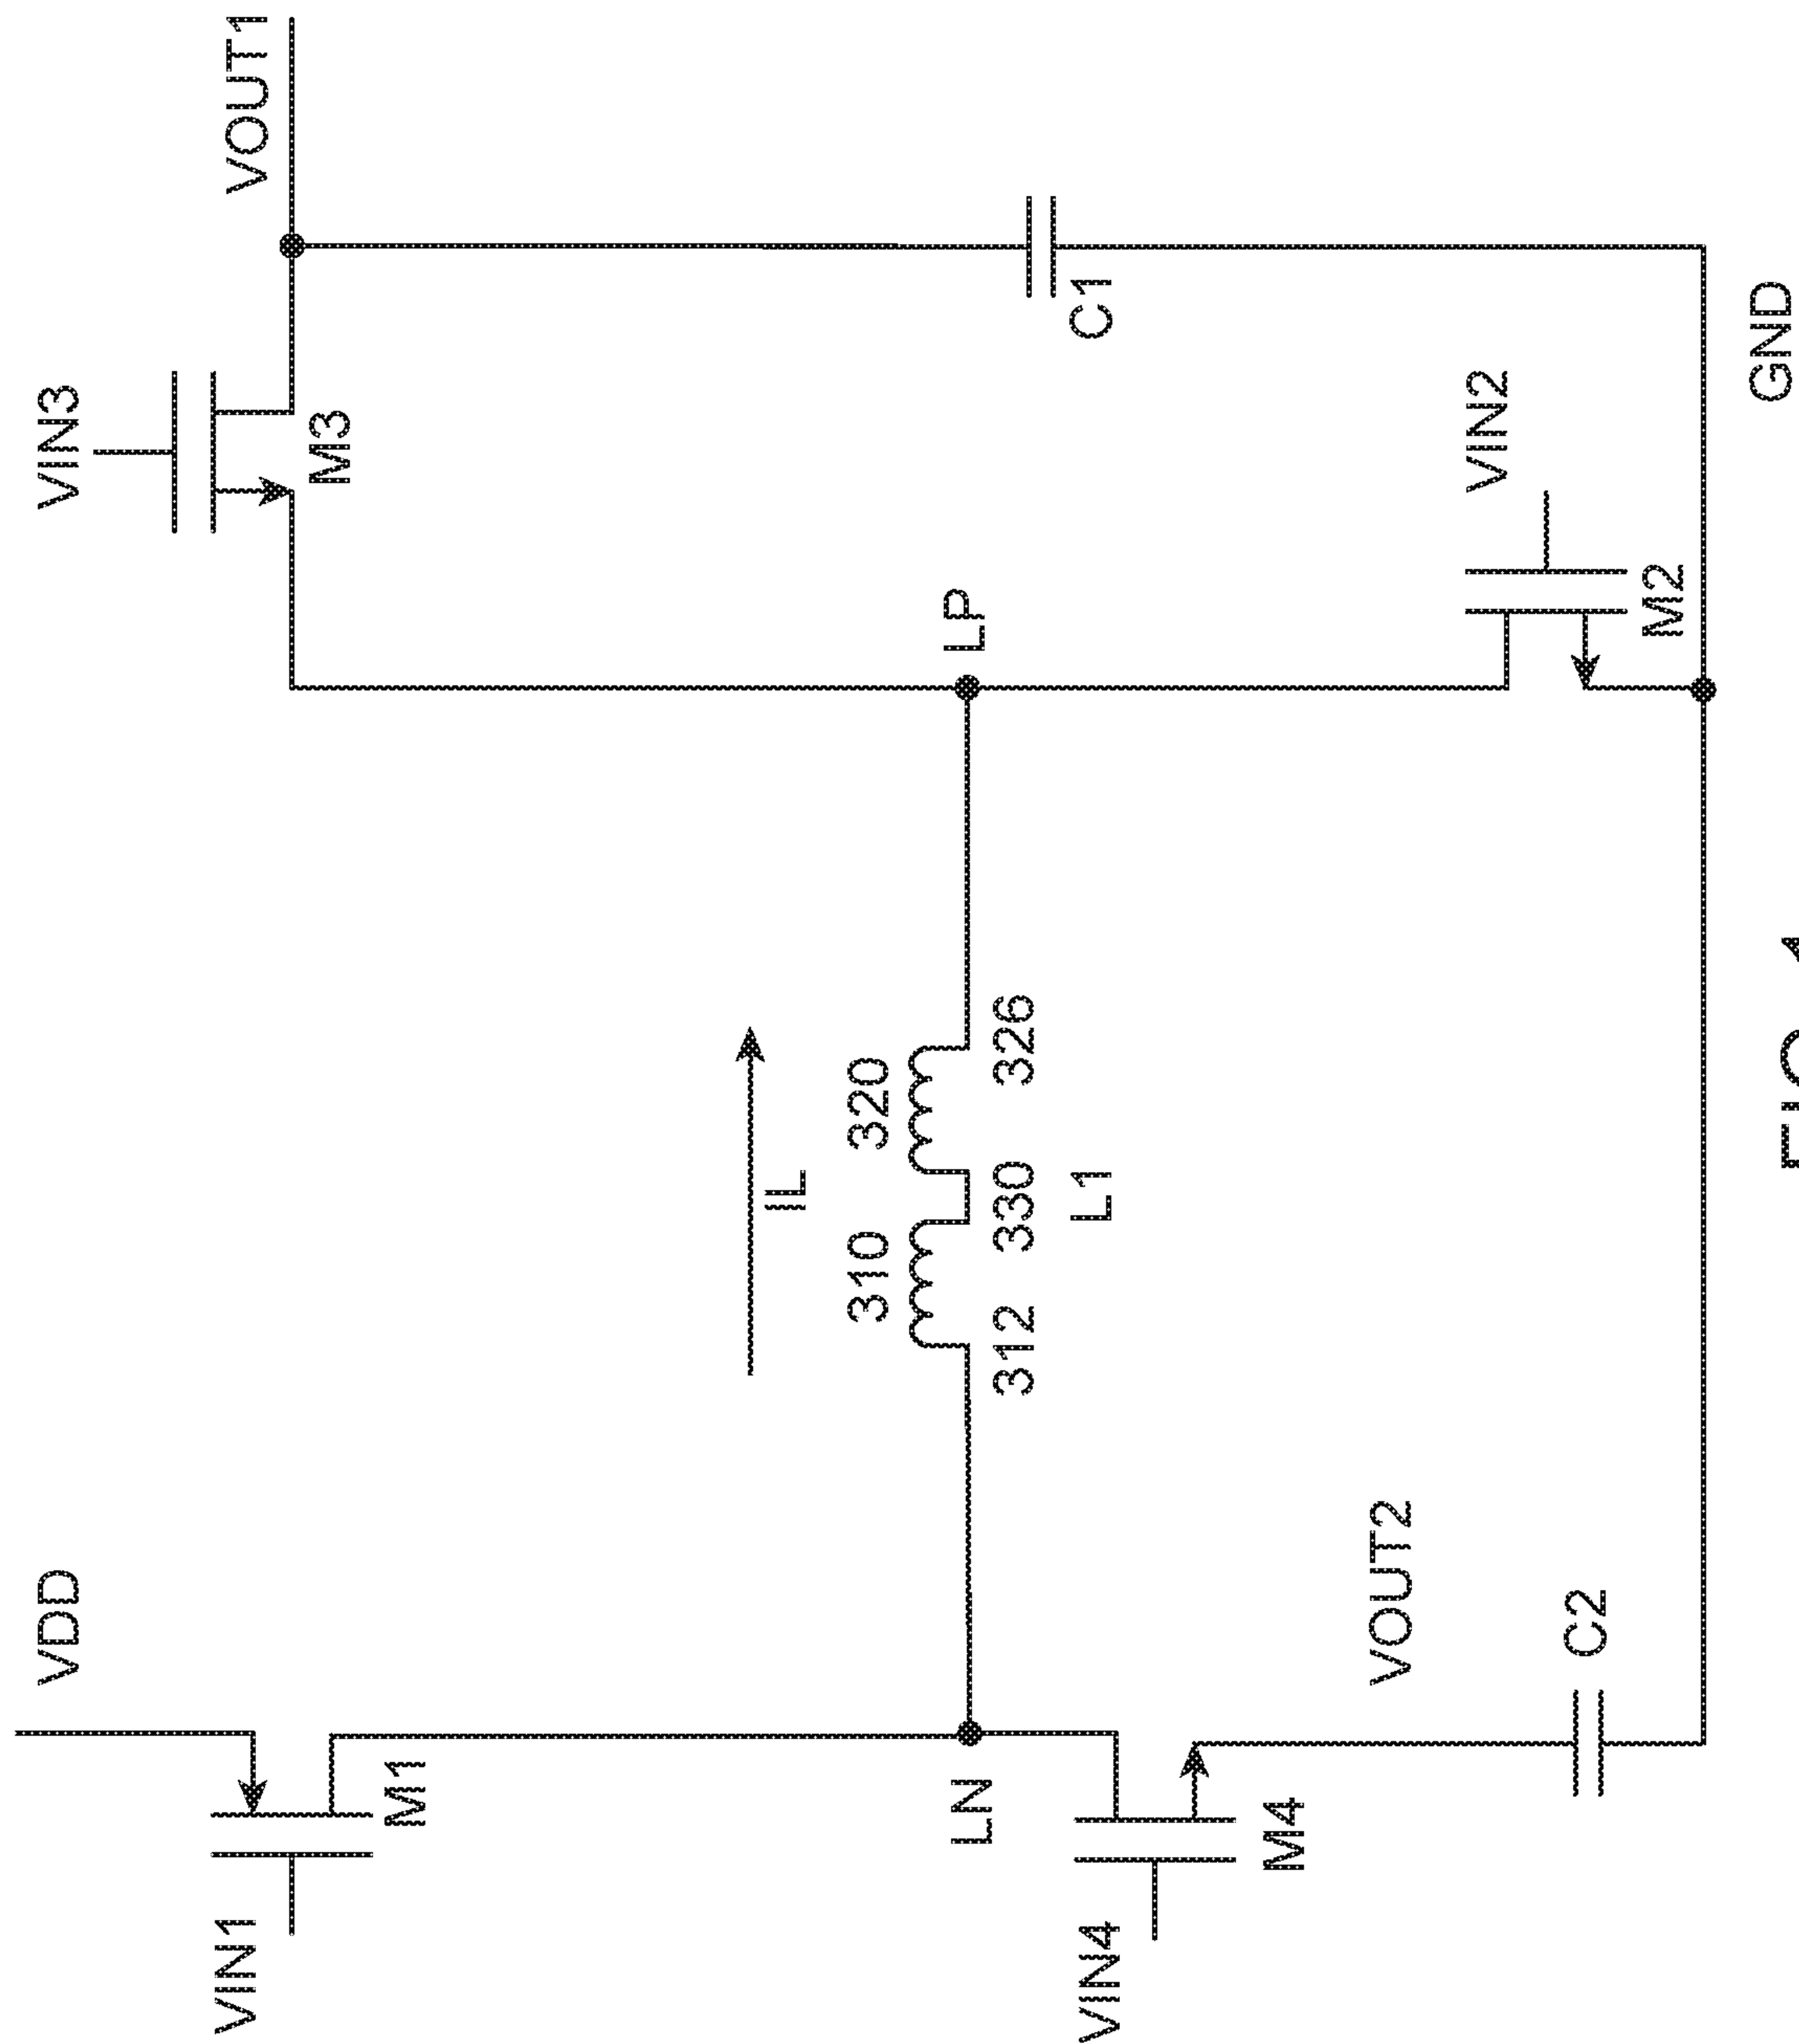 VDD
VIN3
VOUT1
VIN1
M1
M3
IL
310
320
LP
LN
312
330
326
L1
C1
VIN4
M4
VOUT2
VIN2
C2
M2
GND